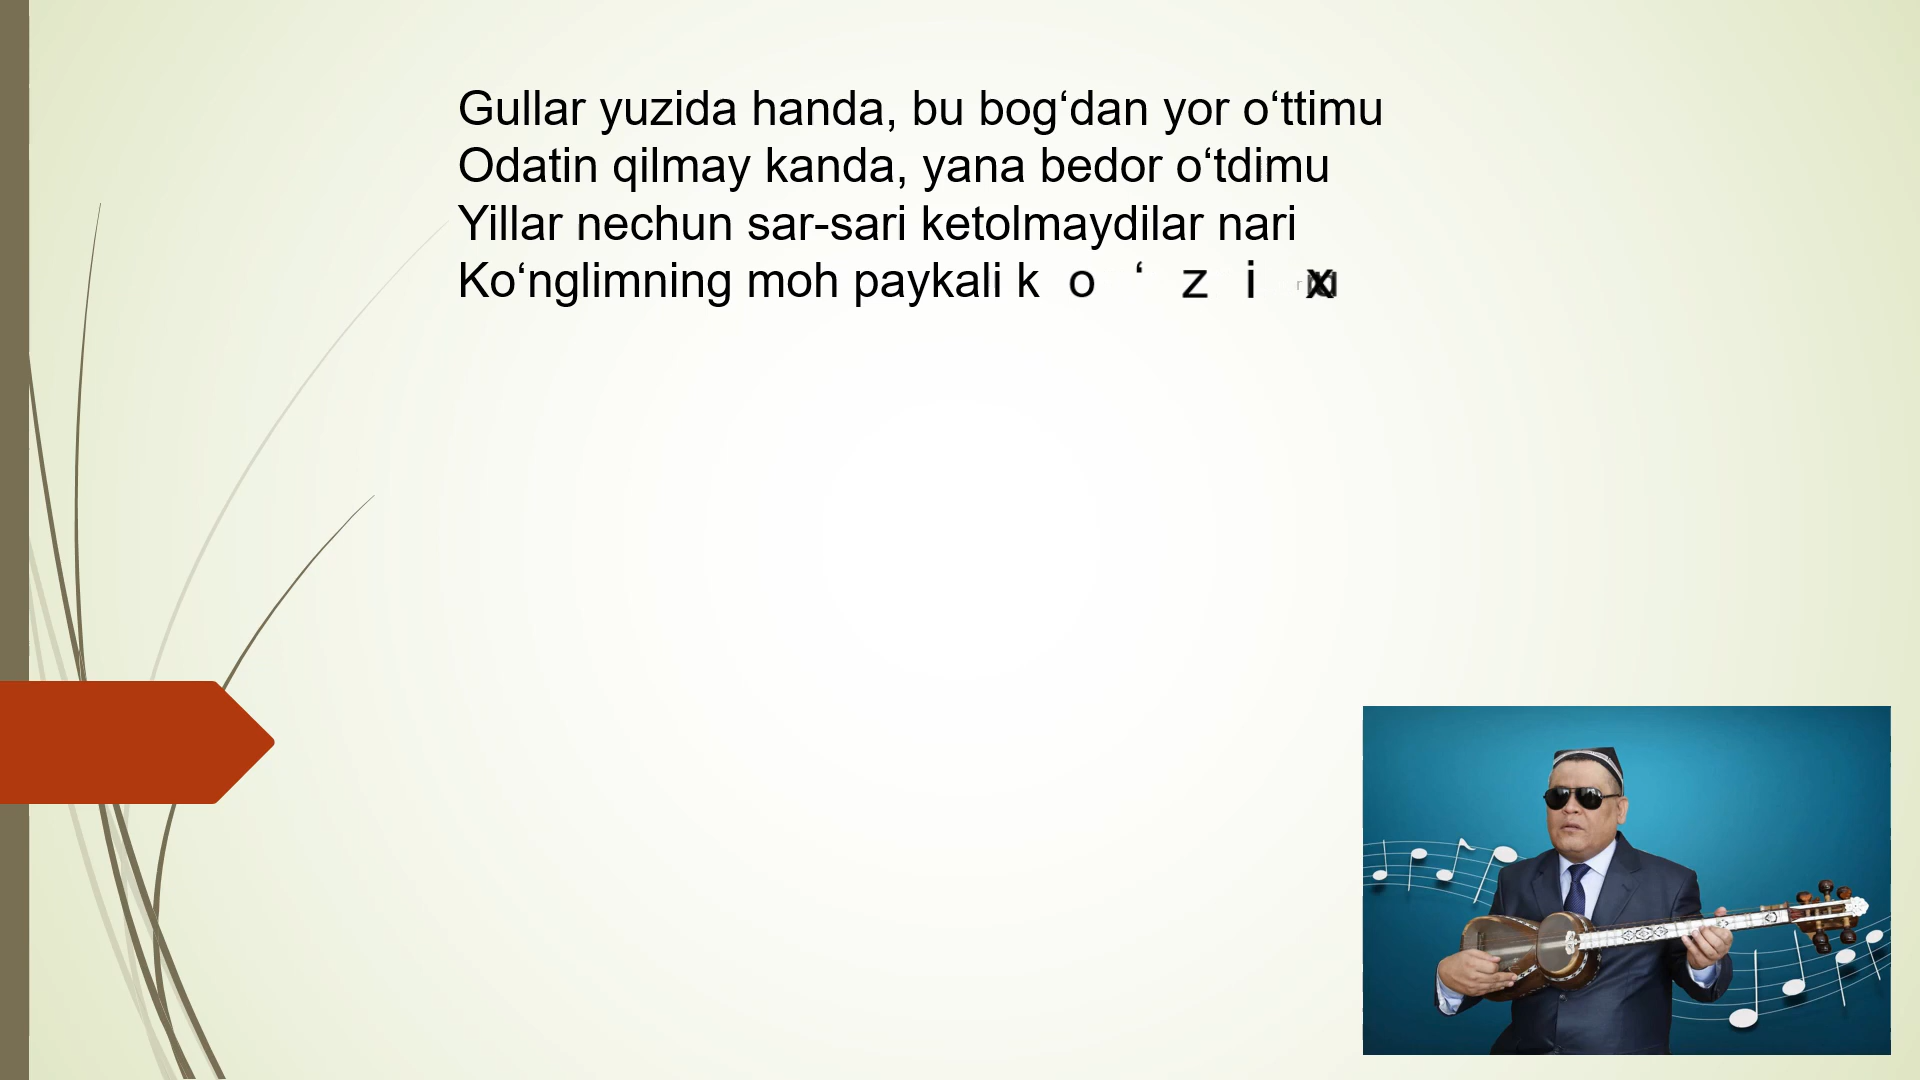 Gullar yuzida handa, bu bog‘dan yor o‘ttimu
Odatin qilmay kanda, yana bedor o‘tdimu
Yillar nechun sar-sari ketolmaydilar nari
Ko‘nglimning moh paykali